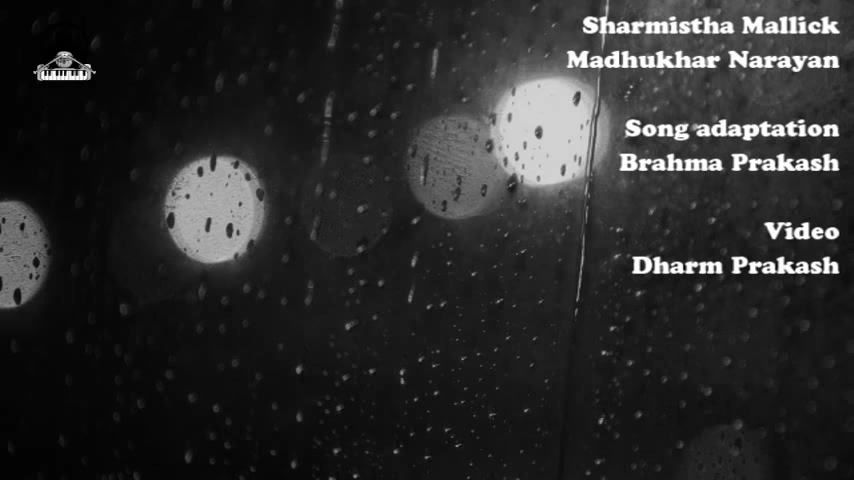 Sharmistha Mallick
Madhukhar Narayan
Song adaptation
Brahma Prakash
Video
Dharm Prakash